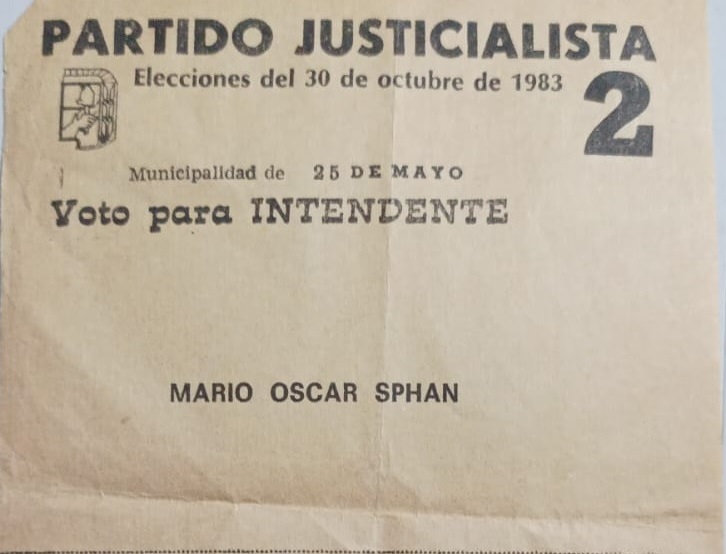 PARTIDO JUSTICIALISTA
Elecciones del 30 de octubre de 1983
2
Municipalidad de 25 DE MAYO
Voto para INTENDENTE
MARIO OSCAR SPHAN